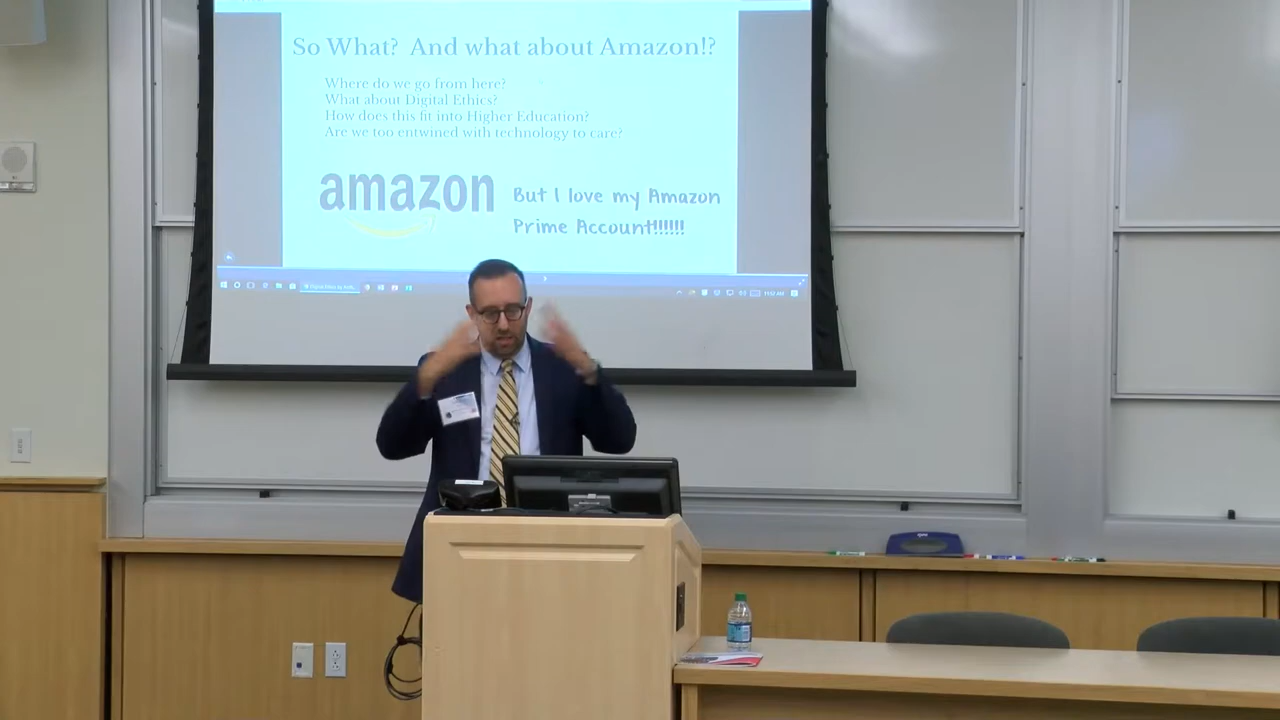 So What? And what about Amazon!?
Where do we go from here?
What about Digital Ethics?
How does this fit into Higher Education?
Are we too entwined with technology to care?
amazon
But I love my Amazon
Prime Account!!!!!!